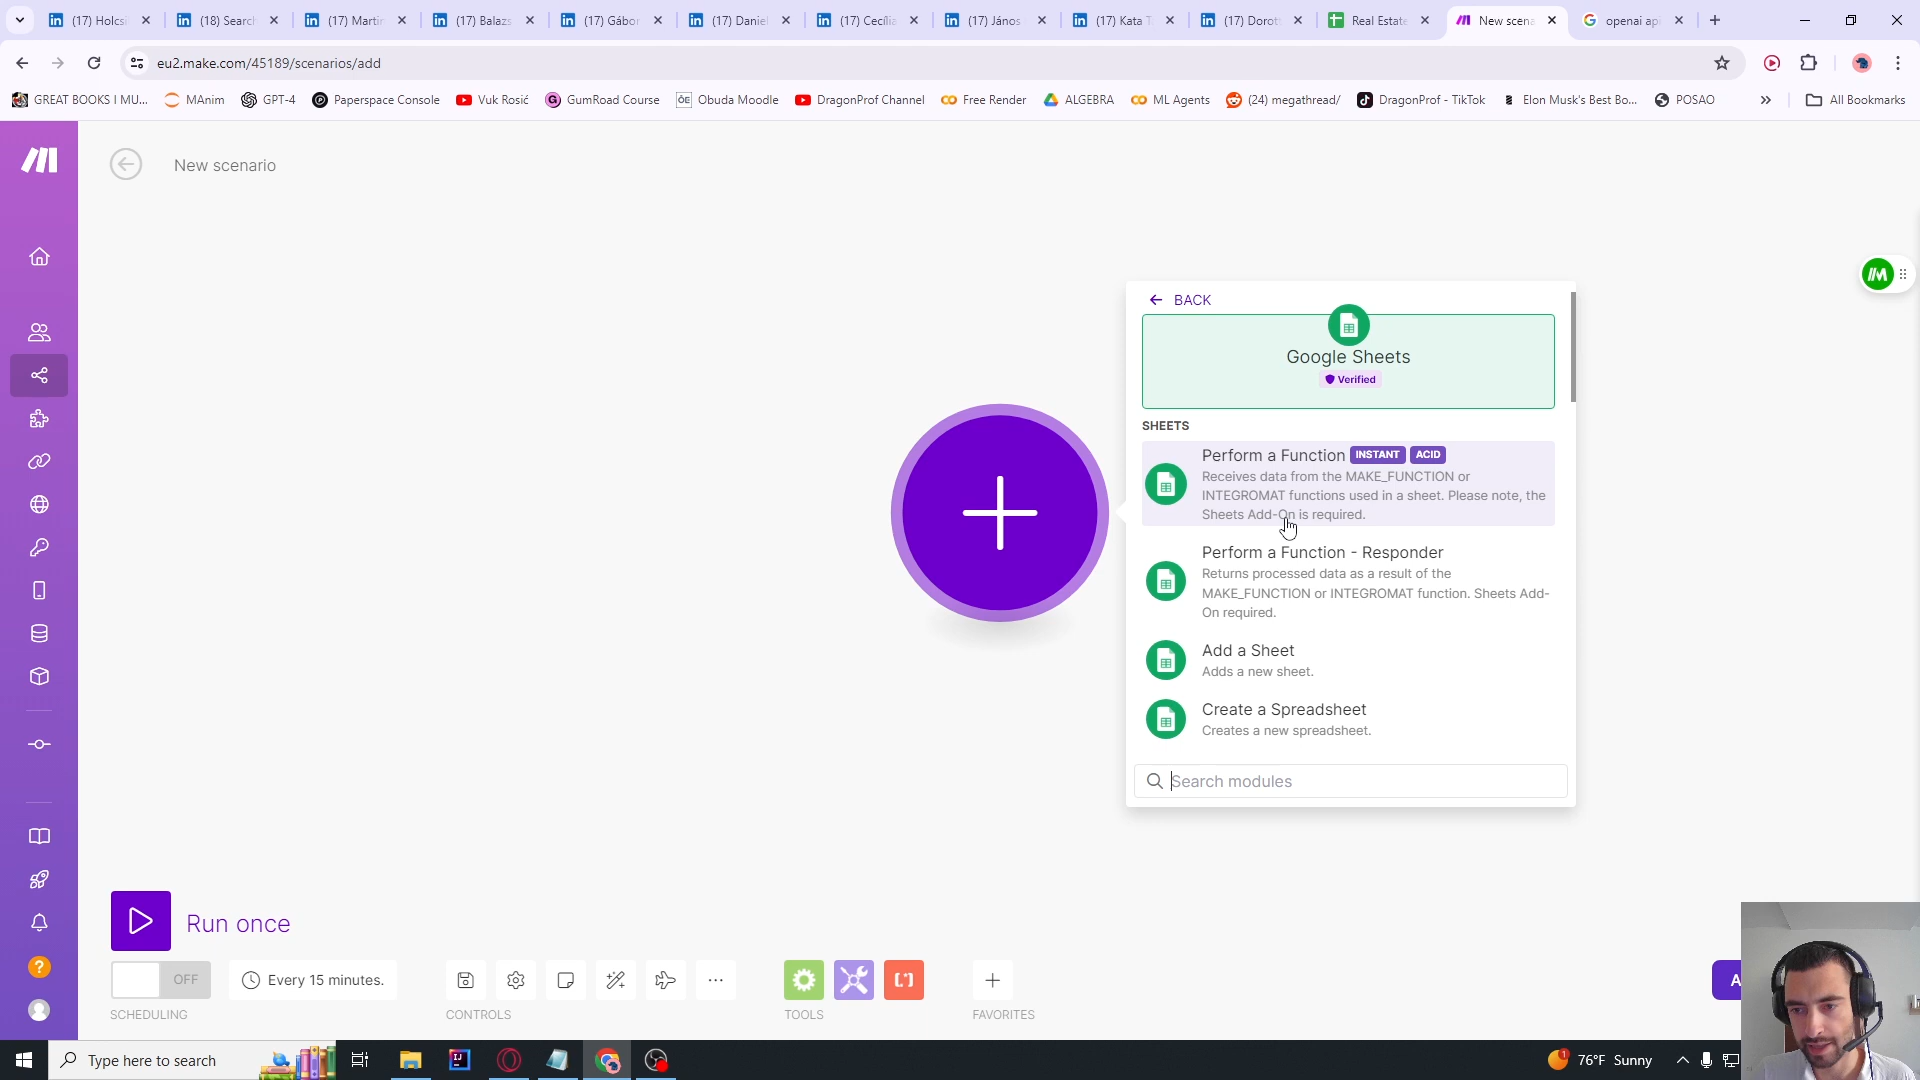 (17) Holcsi
(18) Search
(17) Martin
(17) Balazs
(17) Gábor
(17) Daniel
(17) Cecília
(17) János
(17) Kata T
(17) Dorot
Real Estate
New scena
openai api
eu2.make.com/45189/scenarios/add
GREAT BOOKS I MU...
MAnim
GPT-4
Paperspace Console
Vuk Rosić
GumRoad Course
Obuda Moodle
DragonProf Channel
Free Render
ALGEBRA
ML Agents
(24) megathread/
DragonProf - TikTok
Elon Musk's Best Bo...
POSAO
All Bookmarks
New scenario
BACK
Google Sheets
Verified
SHEETS
Perform a Function INSTANT ACID
Receives data from the MAKE_FUNCTION or
INTEGROMAT functions used in a sheet. Please note, the
Sheets Add-On is required.
Perform a Function - Responder
Returns processed data as a result of the
MAKE_FUNCTION or INTEGROMAT function. Sheets Add-
On required.
Add a Sheet
Adds a new sheet.
Create a Spreadsheet
Creates a new spreadsheet.
Search modules
Run once
OFF
Every 15 minutes.
SCHEDULING
CONTROLS
TOOLS
FAVORITES
A
Type here to search
76°F Sunny